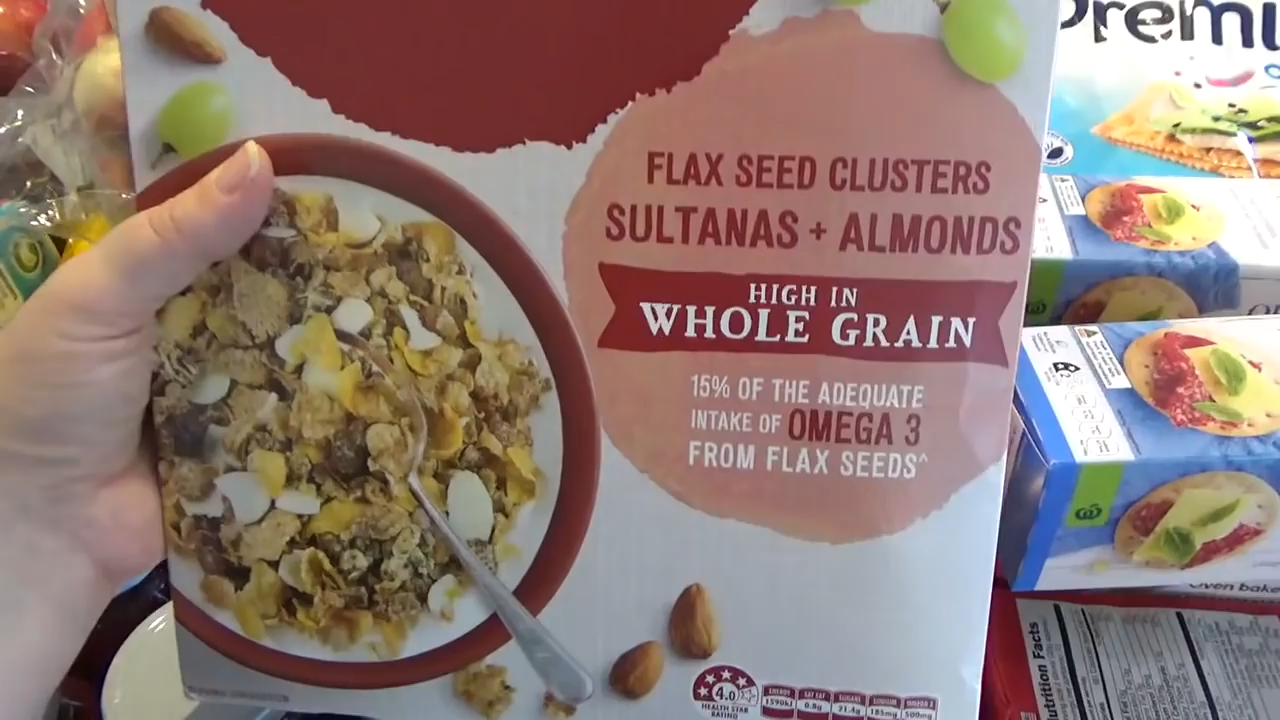 Premi
FLAX SEED CLUSTERS
SULTANAS + ALMONDS
HIGH IN
WHOLE GRAIN
15% OF THE ADEQUATE
INTAKE OF OMEGA 3
FROM FLAX SEEDS^
Oven bake
Nutrition Facts
4.0
HEALTH STAR
RATING
ENERGY
1590kJ
SAT FAT
0.8g
SUGARS
21.4g
SODIUM
185mg
OMEGA 3
500mg